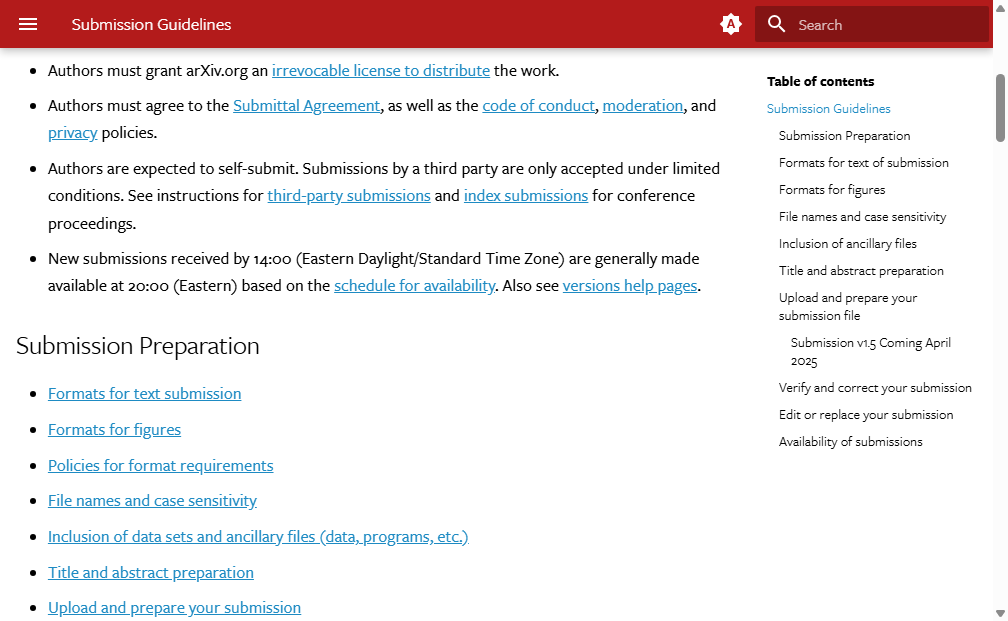 Submission Guidelines
A
Search
Authors must grant arXiv.org an irrevocable license to distribute the work.
Authors must agree to the Submittal Agreement, as well as the code of conduct, moderation, and
privacy policies.
Authors are expected to self-submit. Submissions by a third party are only accepted under limited
conditions. See instructions for third-party submissions and index submissions for conference
proceedings.
New submissions received by 14:00 (Eastern Daylight/Standard Time Zone) are generally made
available at 20:00 (Eastern) based on the schedule for availability. Also see versions help pages.
Submission Preparation
Formats for text submission
Formats for figures
Policies for format requirements
File names and case sensitivity
Inclusion of data sets and ancillary files (data, programs, etc.)
Title and abstract preparation
Upload and prepare your submission
Table of contents
Submission Guidelines
Submission Preparation
Formats for text of submission
Formats for figures
File names and case sensitivity
Inclusion of ancillary files
Title and abstract preparation
Upload and prepare your
submission file
Submission v1.5 Coming April
2025
Verify and correct your submission
Edit or replace your submission
Availability of submissions